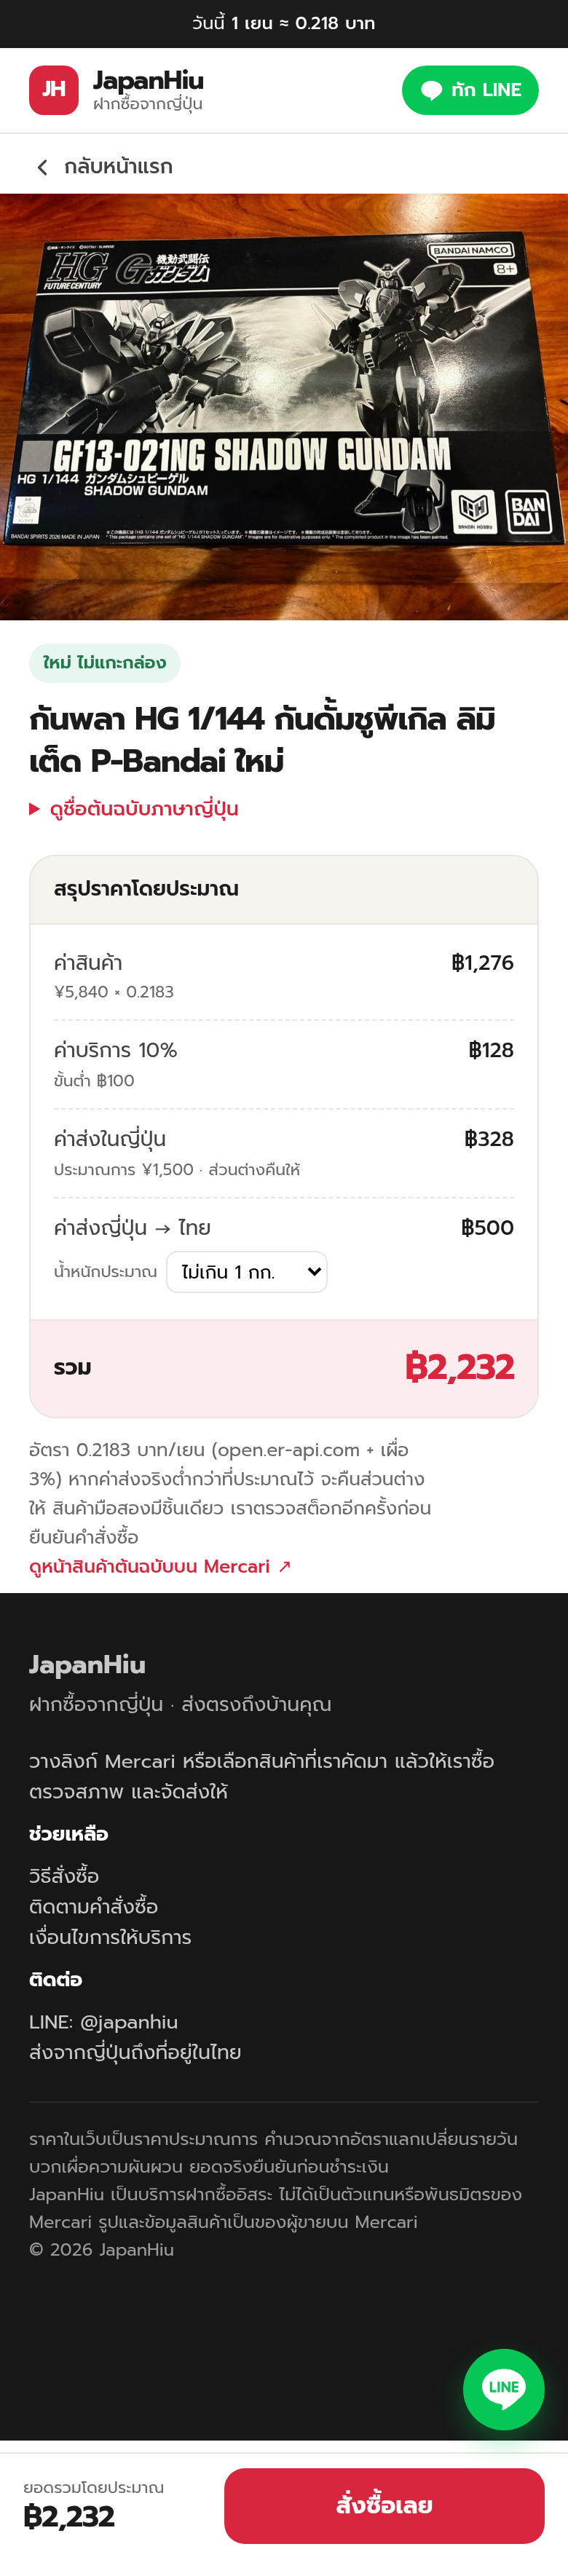 วันนี้ 1 เยน ≈ 0.218 บาท
JH
JapanHiu
ฝากซื้อจากญี่ปุ่น
ทัก LINE
กลับหน้าแรก
HG
FUTURE CENTURY
機動武闘伝
Gガンダム
BANDAI NAMCO
8+
GF13-021NG SHADOW GUNDAM
HG 1/144 ガンダムシュピーゲル
SHADOW GUNDAM
BANDAI SPIRITS 2026 MADE IN JAPAN
BANDAI HOBBY
BAN
DAI
ใหม่ ไม่แกะกล่อง
กันพลา HG 1/144 กันดั้มชูพีเกิล ลิมิ
เต็ด P-Bandai ใหม่
ดูชื่อต้นฉบับภาษาญี่ปุ่น
สรุปราคาโดยประมาณ
ค่าสินค้า ฿1,276
¥5,840 × 0.2183
ค่าบริการ 10% ฿128
ขั้นต่ำ ฿100
ค่าส่งในญี่ปุ่น ฿328
ประมาณการ ¥1,500 · ส่วนต่างคืนให้
ค่าส่งญี่ปุ่น → ไทย ฿500
น้ำหนักประมาณ ไม่เกิน 1 กก.
รวม ฿2,232
อัตรา 0.2183 บาท/เยน (open.er-api.com + เผื่อ
3%) หากค่าส่งจริงต่ำกว่าที่ประมาณไว้ จะคืนส่วนต่าง
ให้ สินค้ามือสองมีชิ้นเดียว เราตรวจสต็อกอีกครั้งก่อน
ยืนยันคำสั่งซื้อ
ดูหน้าสินค้าต้นฉบับบน Mercari ↗
JapanHiu
ฝากซื้อจากญี่ปุ่น · ส่งตรงถึงบ้านคุณ
วางลิงก์ Mercari หรือเลือกสินค้าที่เราคัดมา แล้วให้เราซื้อ
ตรวจสภาพ และจัดส่งให้
ช่วยเหลือ
วิธีสั่งซื้อ
ติดตามคำสั่งซื้อ
เงื่อนไขการให้บริการ
ติดต่อ
LINE: @japanhiu
ส่งจากญี่ปุ่นถึงที่อยู่ในไทย
ราคาในเว็บเป็นราคาประมาณการ คำนวณจากอัตราแลกเปลี่ยนรายวัน
บวกเผื่อความผันผวน ยอดจริงยืนยันก่อนชำระเงิน
JapanHiu เป็นบริการฝากซื้ออิสระ ไม่ได้เป็นตัวแทนหรือพันธมิตรของ
Mercari รูปและข้อมูลสินค้าเป็นของผู้ขายบน Mercari
© 2026 JapanHiu
LINE
ยอดรวมโดยประมาณ
฿2,232
สั่งซื้อเลย